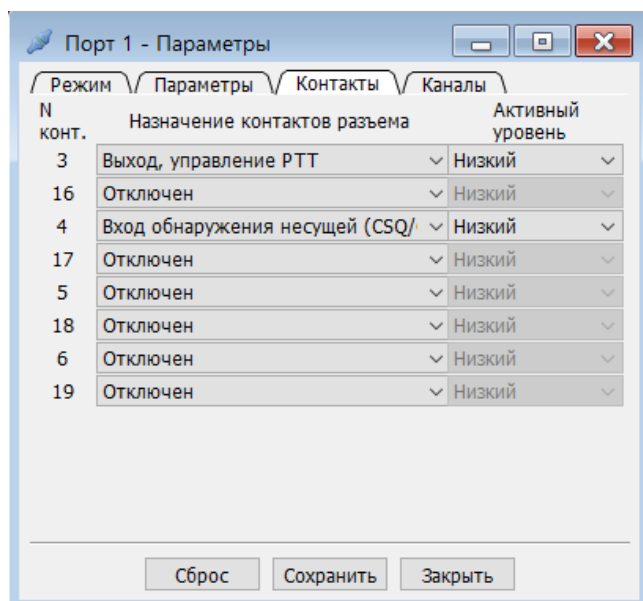 Порт 1 - Параметры
Режим Параметры Контакты Каналы
N конт. Назначение контактов разъема Активный уровень
3 Выход, управление PTT Низкий
16 Отключен Низкий
4 Вход обнаружения несущей (CSQ/ Низкий
17 Отключен Низкий
5 Отключен Низкий
18 Отключен Низкий
6 Отключен Низкий
19 Отключен Низкий
Сброс Сохранить Закрыть